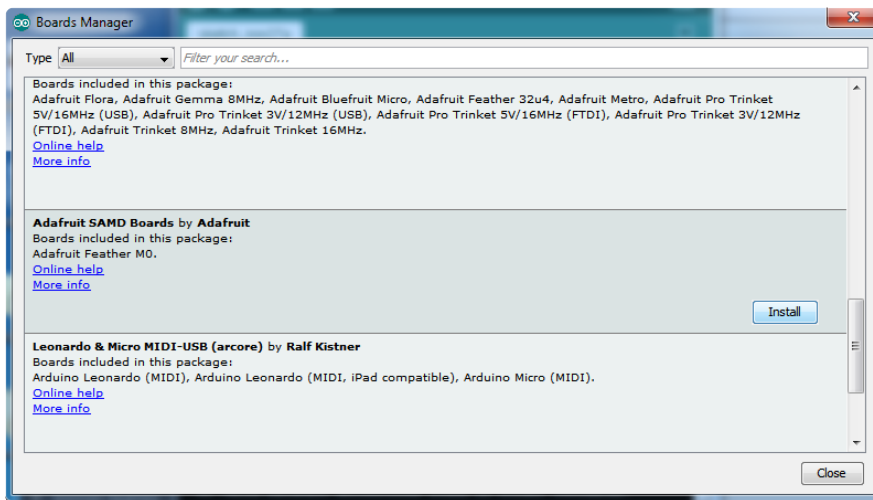 Boards Manager
Type All Filter your search...
Boards included in this package:
Adafruit Flora, Adafruit Gemma 8MHz, Adafruit Bluefruit Micro, Adafruit Feather 32u4, Adafruit Metro, Adafruit Pro Trinket
5V/16MHz (USB), Adafruit Pro Trinket 3V/12MHz (USB), Adafruit Pro Trinket 5V/16MHz (FTDI), Adafruit Pro Trinket 3V/12MHz
(FTDI), Adafruit Trinket 8MHz, Adafruit Trinket 16MHz.
Online help
More info
Adafruit SAMD Boards by Adafruit
Boards included in this package:
Adafruit Feather M0.
Online help
More info
Install
Leonardo & Micro MIDI-USB (arcore) by Ralf Kistner
Boards included in this package:
Arduino Leonardo (MIDI), Arduino Leonardo (MIDI, iPad compatible), Arduino Micro (MIDI).
Online help
More info
Close